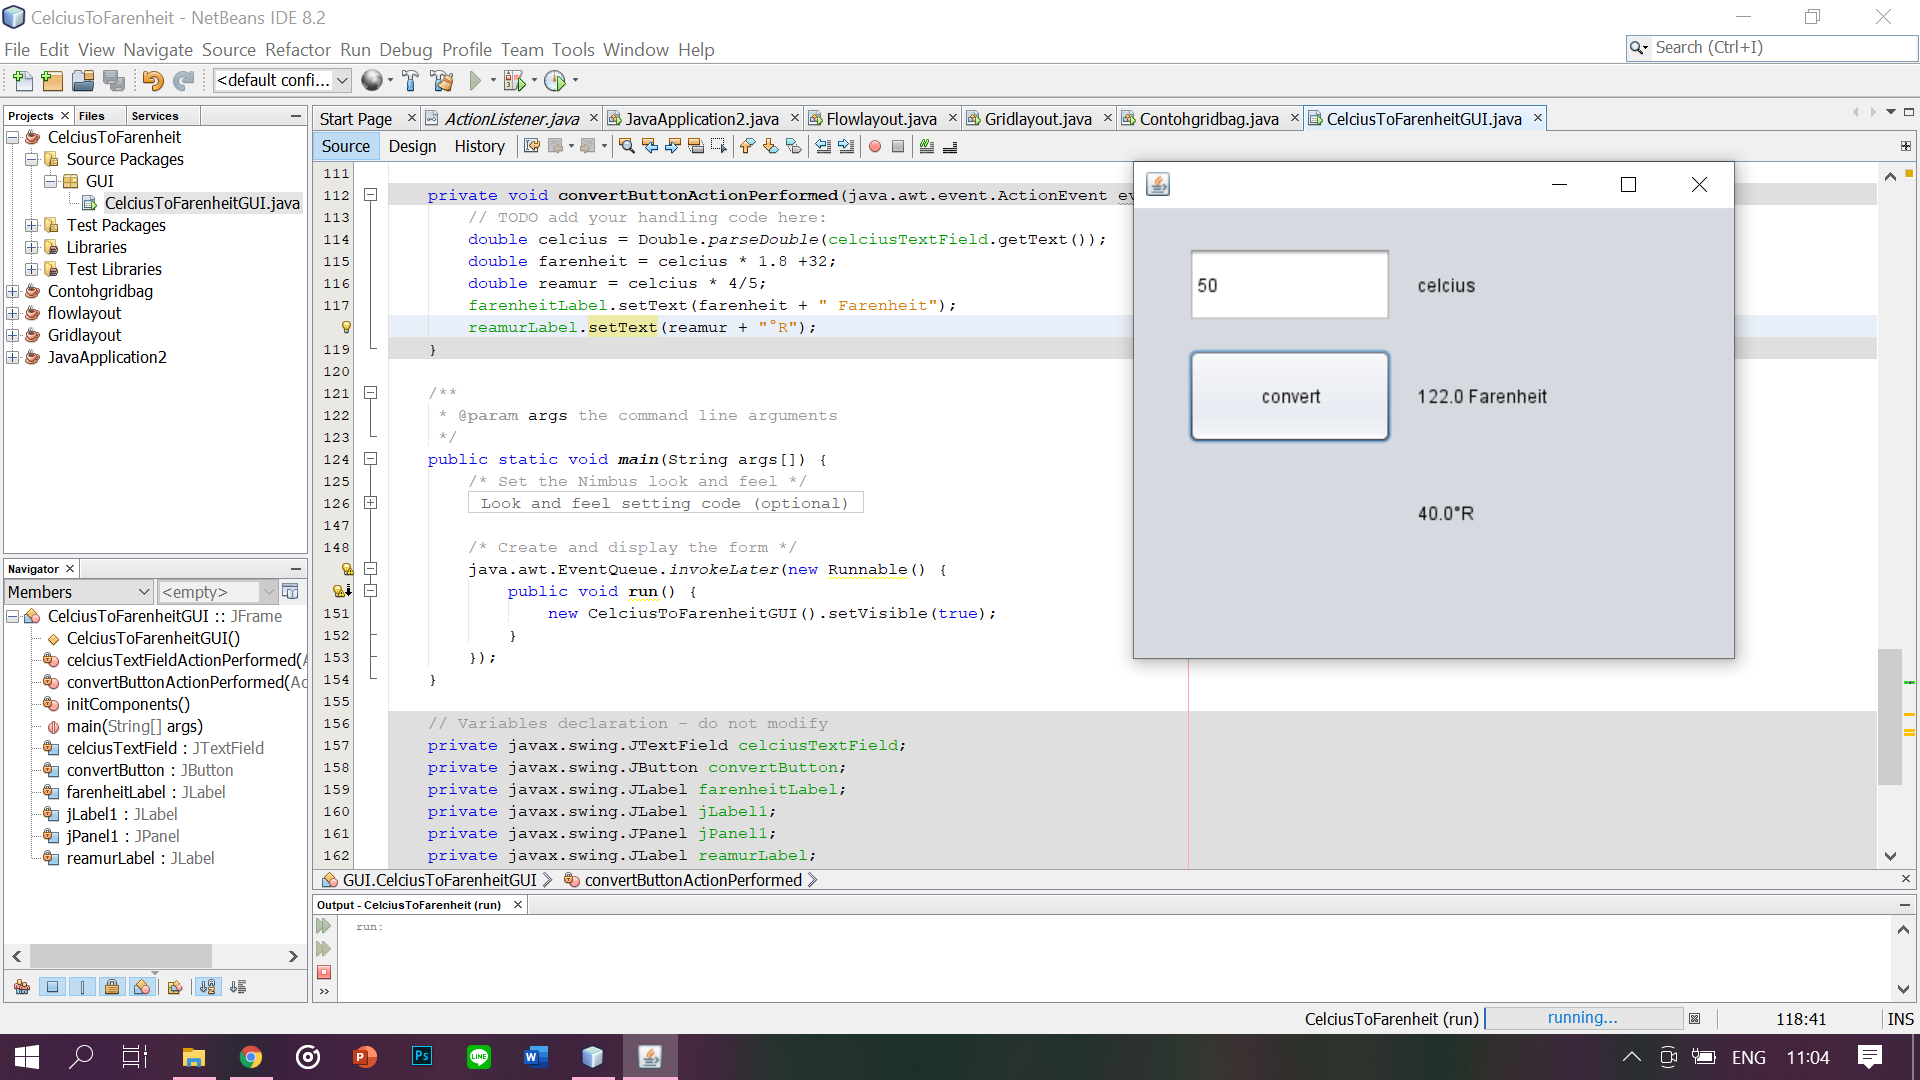 CelciusToFarenheit - NetBeans IDE 8.2
File Edit View Navigate Source Refactor Run Debug Profile Team Tools Window Help
Search (Ctrl+I)
<default confi...
Projects Files Services
CelciusToFarenheit
Source Packages
GUI
CelciusToFarenheitGUI.java
Test Packages
Libraries
Test Libraries
Contohgridbag
flowlayout
Gridlayout
JavaApplication2
Navigator
Members <empty>
CelciusToFarenheitGUI :: JFrame
CelciusToFarenheitGUI()
celciusTextFieldActionPerformed(A
convertButtonActionPerformed(Ac
initComponents()
main(String[] args)
celciusTextField : JTextField
convertButton : JButton
farenheitLabel : JLabel
jLabel1 : JLabel
jPanel1 : JPanel
reamurLabel : JLabel
Start Page ActionListener.java JavaApplication2.java Flowlayout.java Gridlayout.java Contohgridbag.java CelciusToFarenheitGUI.java
Source Design History
111
112 private void convertButtonActionPerformed(java.awt.event.ActionEvent ev
113 // TODO add your handling code here:
114 double celcius = Double.parseDouble(celciusTextField.getText());
115 double farenheit = celcius * 1.8 +32;
116 double reamur = celcius * 4/5;
117 farenheitLabel.setText(farenheit + " Farenheit");
reamurLabel.setText(reamur + "°R");
119 }
120
121 /**
122 * @param args the command line arguments
123 */
124 public static void main(String args[]) {
125 /* Set the Nimbus look and feel */
126 Look and feel setting code (optional)
147
148 /* Create and display the form */
java.awt.EventQueue.invokeLater(new Runnable() {
public void run() {
151 new CelciusToFarenheitGUI().setVisible(true);
152 }
153 });
154 }
155
156 // Variables declaration - do not modify
157 private javax.swing.JTextField celciusTextField;
158 private javax.swing.JButton convertButton;
159 private javax.swing.JLabel farenheitLabel;
160 private javax.swing.JLabel jLabel1;
161 private javax.swing.JPanel jPanel1;
162 private javax.swing.JLabel reamurLabel;
50 celcius
convert 122.0 Farenheit
40.0°R
GUI.CelciusToFarenheitGUI convertButtonActionPerformed
Output - CelciusToFarenheit (run)
run:
CelciusToFarenheit (run) running... 118:41 INS
ENG 11:04